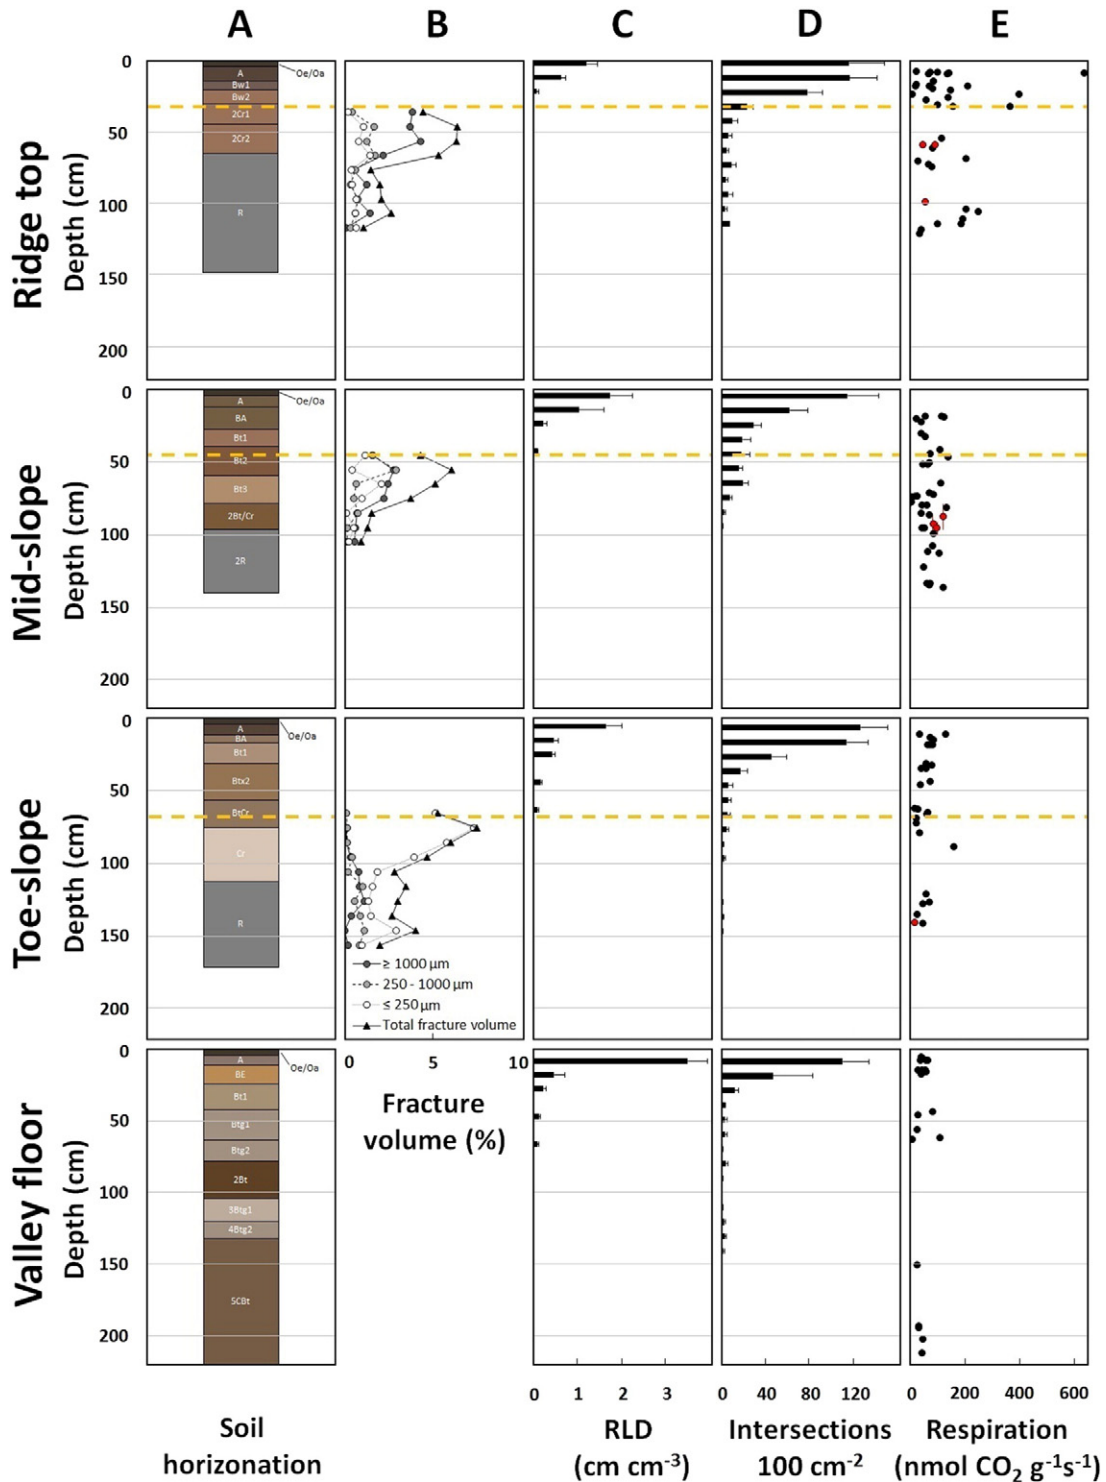 A B C D E
Ridge top
Depth (cm)
0
50
100
150
200
Oe/Oa
A
Bw1
Bw2
2Cr1
2Cr2
R
Mid-slope
Depth (cm)
0
50
100
150
200
Oe/Oa
A
BA
Bt1
Bt2
Bt3
2Bt/Cr
2R
Toe-slope
Depth (cm)
0
50
100
150
200
Oe/Oa
A
BA
Bt1
Btx2
BtCr
Cr
R
≥ 1000 µm
250 - 1000 µm
≤ 250 µm
Total fracture volume
0 5 10
Fracture
volume (%)
Valley floor
Depth (cm)
0
50
100
150
200
Oe/Oa
A
BE
Bt1
Btg1
Btg2
2Bt
3Btg1
4Btg2
5CBt
0 1 2 3
0 40 80 120
0 200 400 600
Soil
horizonation
RLD
(cm cm⁻³)
Intersections
100 cm⁻²
Respiration
(nmol CO₂ g⁻¹s⁻¹)